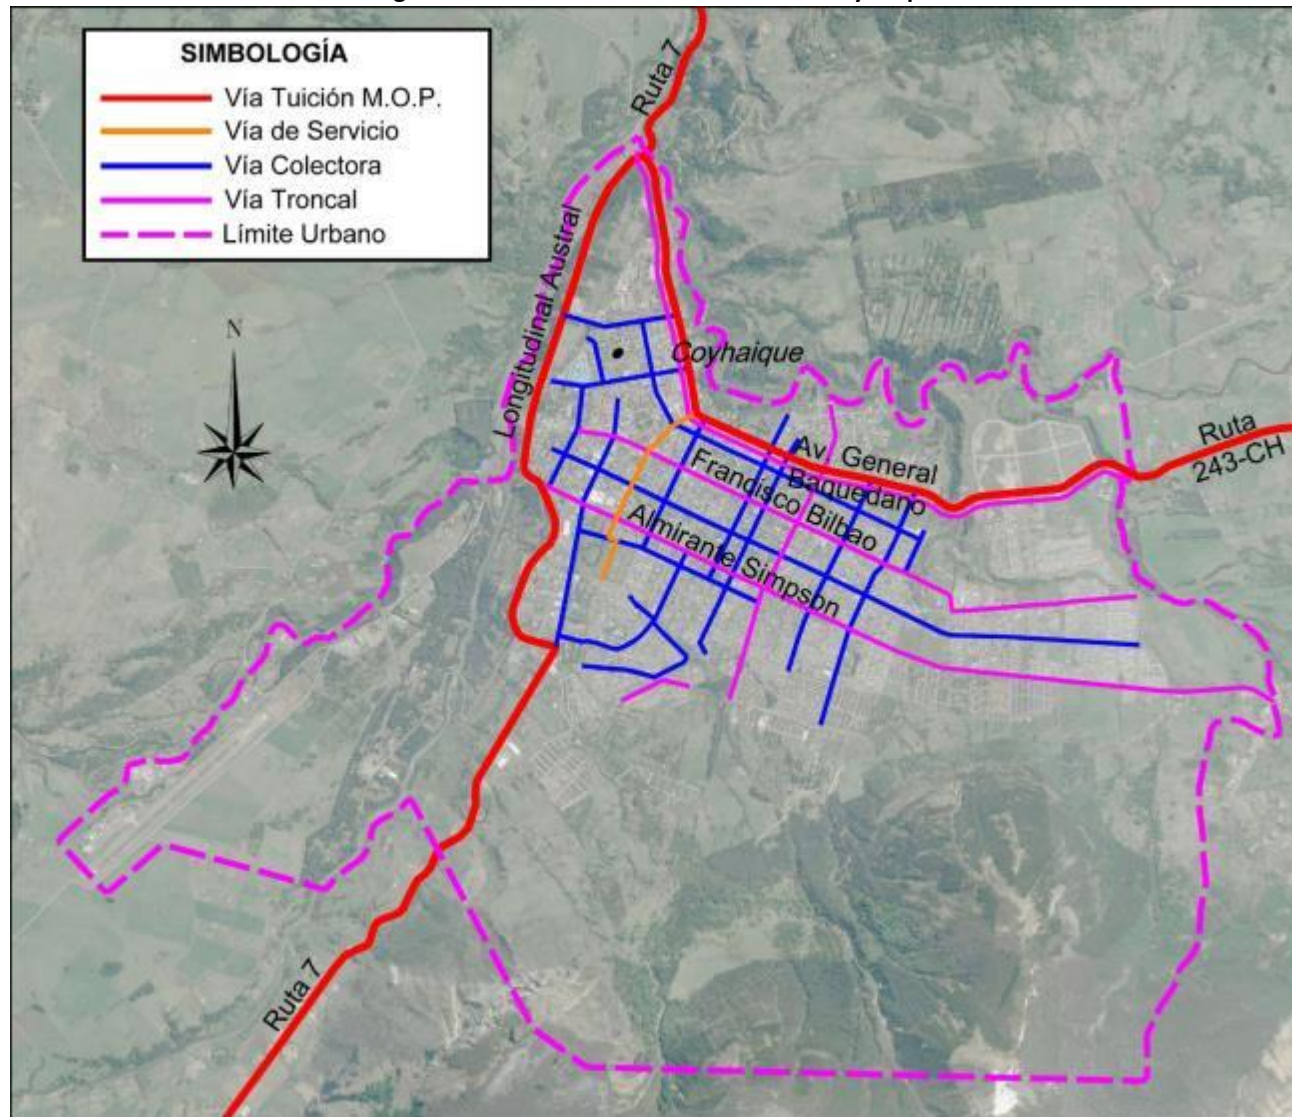 SIMBOLOGÍA
Vía Tuición M.O.P.
Vía de Servicio
Vía Colectora
Vía Troncal
Límite Urbano
Ruta 7
Longitudinal Austral
N
Coyhaique
Av. General
Baquedano
Francisco Bilbao
Almirante Simpson
Ruta
243-CH
Ruta 7